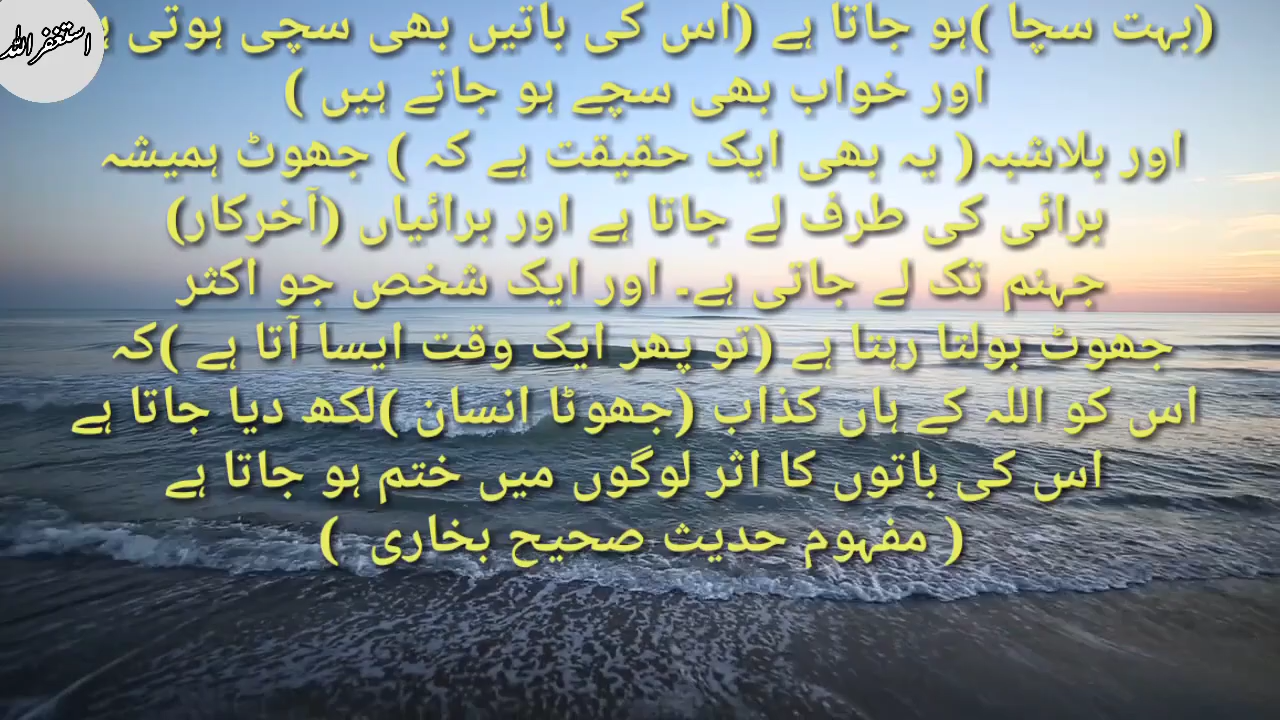 استغفر اللہ
(بہت سچا )ہو جاتا ہے (اس کی باتیں بھی سچی ہوتی
اور خواب بھی سچے ہو جاتے ہیں )
اور بلاشبہ( یہ بھی ایک حقیقت ہے کہ ) جھوٹ ہمیشہ
برائی کی طرف لے جاتا ہے اور برائیاں (آخرکار)
جہنم تک لے جاتی ہے۔ اور ایک شخص جو اکثر
جھوٹ بولتا رہتا ہے (تو پھر ایک وقت ایسا آتا ہے )کہ
اس کو اللہ کے ہاں کذاب (جھوٹا انسان )لکھ دیا جاتا ہے
اس کی باتوں کا اثر لوگوں میں ختم ہو جاتا ہے
( مفہوم حدیث صحیح بخاری )